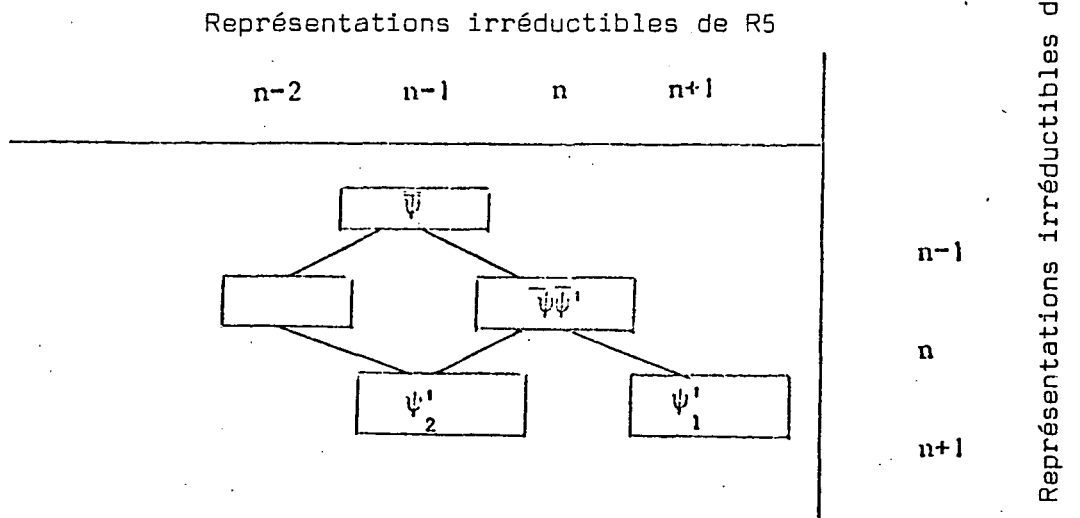 Représentations irréductibles de R5
n-2 n-1 n n+1
ψ̄
n-1
ψ̄ψ̄'
n
ψ'2 ψ'1
n+1
Représentations irréductibles d